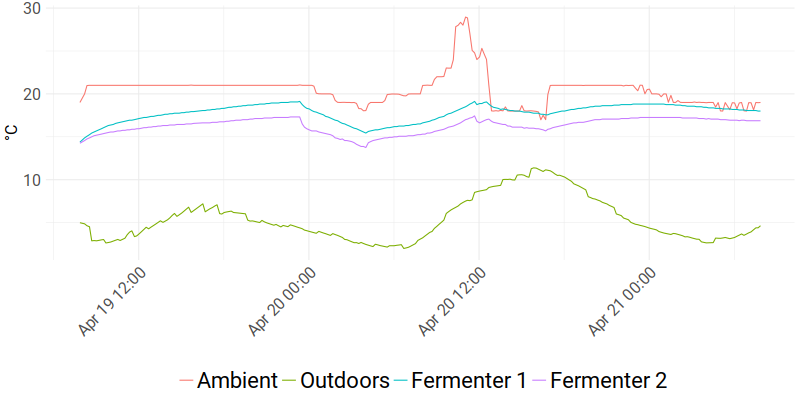 30
20
10
°C
Apr 19 12:00
Apr 20 00:00
Apr 20 12:00
Apr 21 00:00
Ambient Outdoors Fermenter 1 Fermenter 2